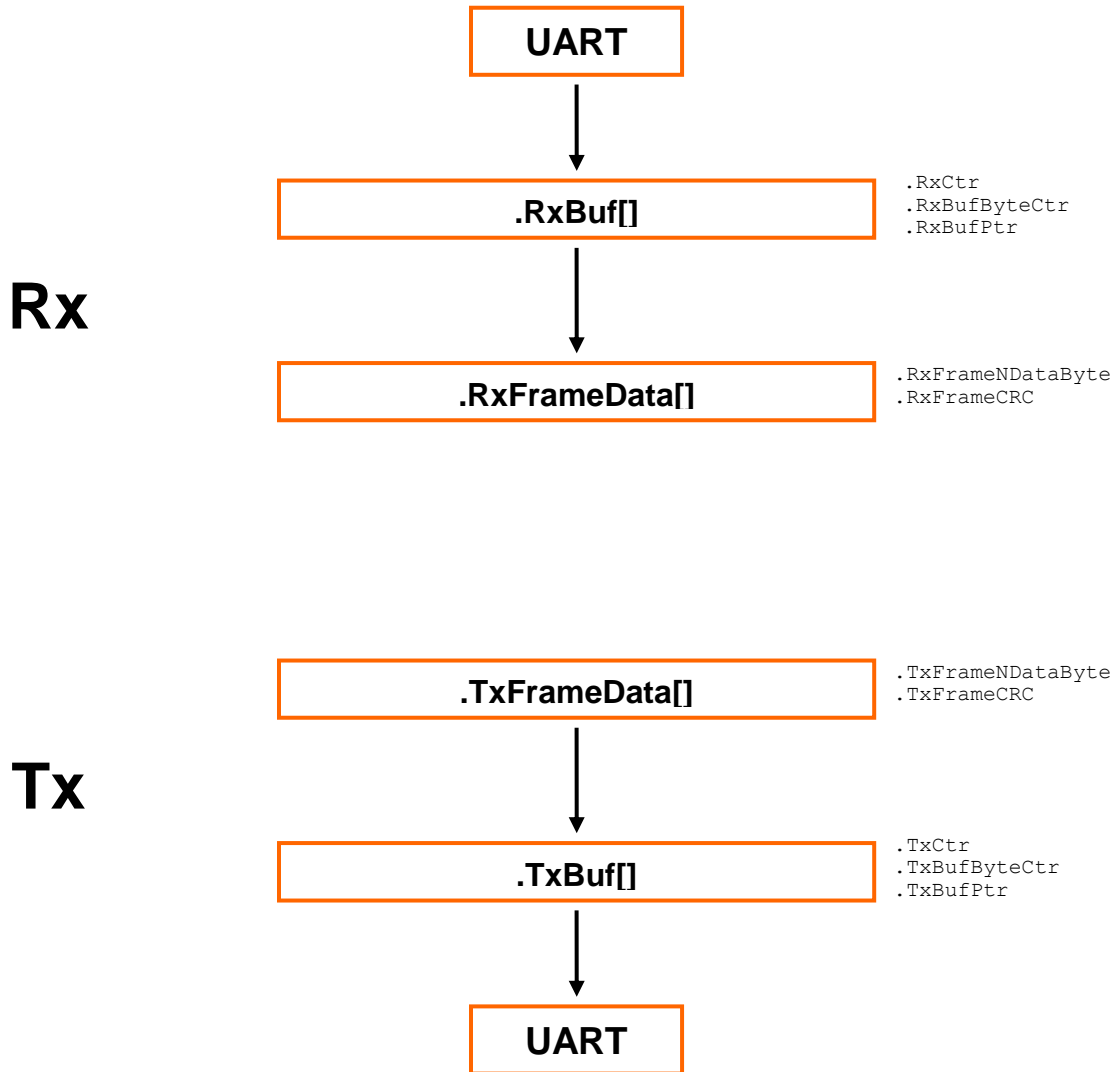 UART
.RxBuf[]
.RxCtr
.RxBufByteCtr
.RxBufPtr
Rx
.RxFrameData[]
.RxFrameNDataByte
.RxFrameCRC
.TxFrameData[]
.TxFrameNDataByte
.TxFrameCRC
Tx
.TxBuf[]
.TxCtr
.TxBufByteCtr
.TxBufPtr
UART